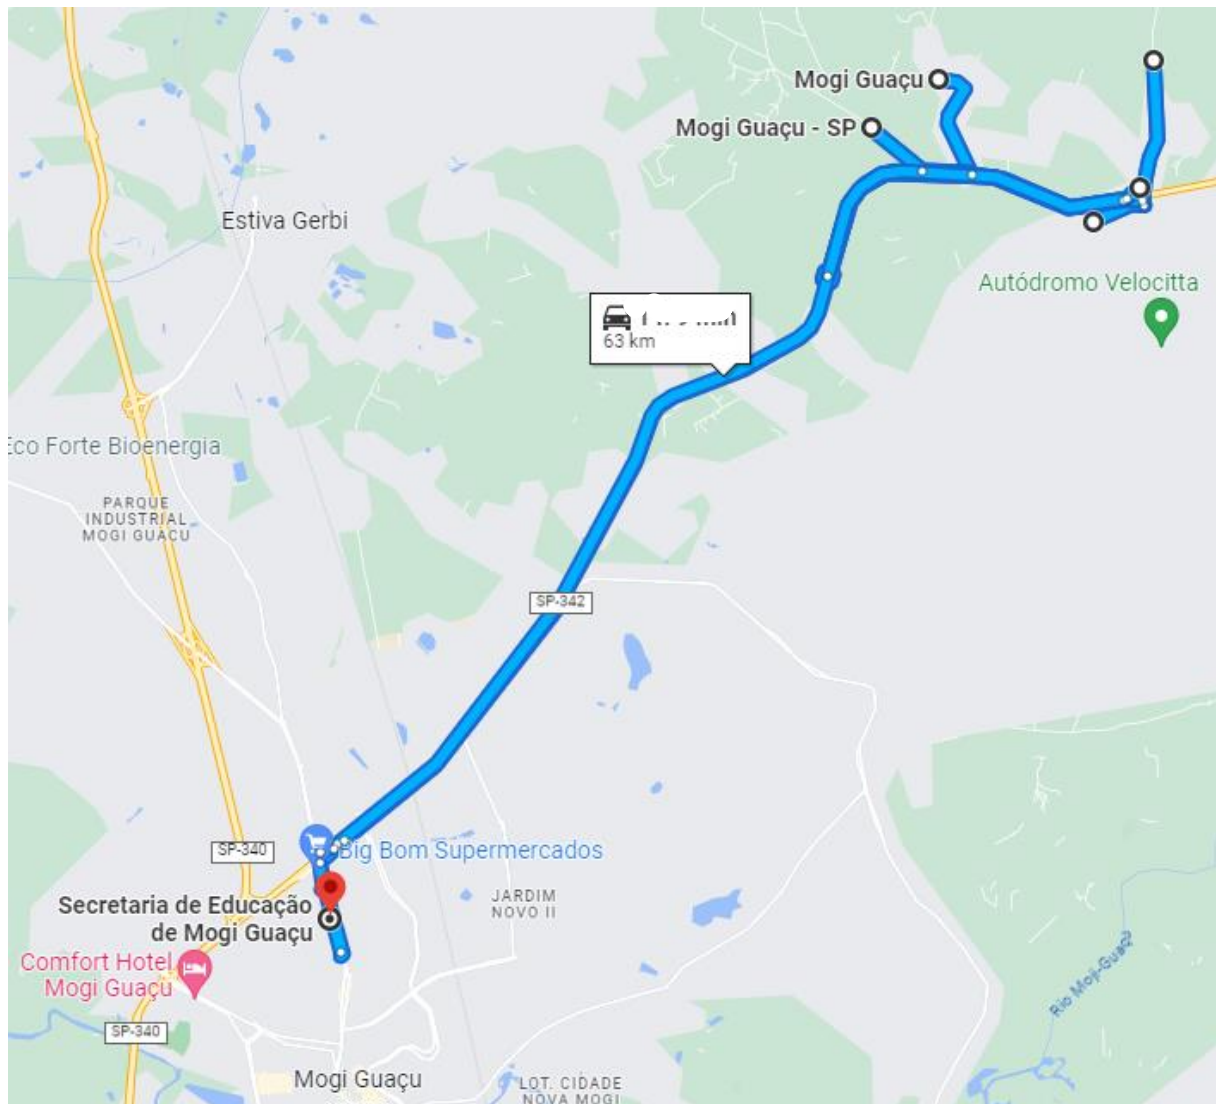 Mogi Guaçu
Mogi Guaçu - SP
Estiva Gerbi
Autódromo Velocitta
63 km
Eco Forte Bioenergia
PARQUE
INDUSTRIAL
MOGI GUAÇU
SP-342
SP-340
Big Bom Supermercados
JARDIM
NOVO II
Secretaria de Educação
de Mogi Guaçu
Comfort Hotel
Mogi Guaçu
Rio Moji-Guaçu
SP-340
Mogi Guaçu
LOT. CIDADE
NOVA MOGI